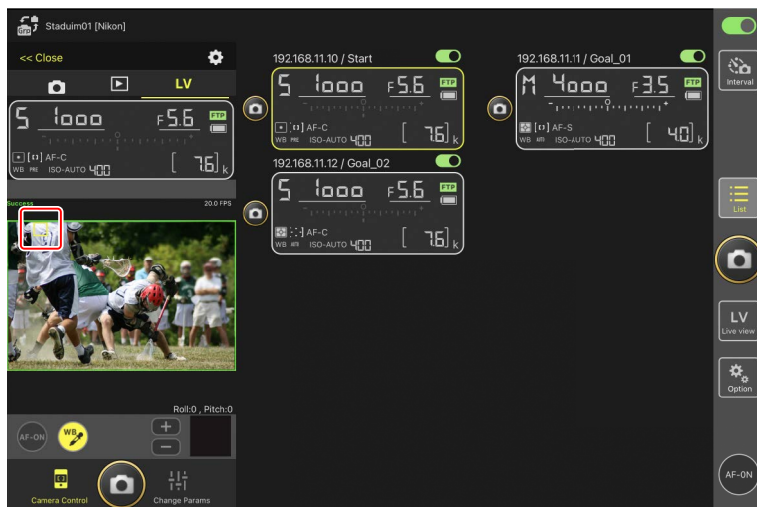 Grp
Staduim01 [Nikon]
<< Close
LV
S 1000 F5.6 FTP
[ ] AF-C
WB PRE ISO-AUTO 400 [ 7.6] k
Success 20.0 FPS
Roll:0 , Pitch:0
AF-ON
WB
Camera Control
Change Params
192.168.11.10 / Start
S 1000 F5.6 FTP
[ ] AF-C
WB PRE ISO-AUTO 400 [ 7.6] k
192.168.11.11 / Goal_01
M 4000 F3.5 FTP
[ ] AF-S
ISO-AUTO 400 [ 4.0] k
192.168.11.12 / Goal_02
S 1000 F5.6 FTP
AF-C
ISO-AUTO 400 [ 7.6] k
Interval
List
LV
Live view
Option
AF-ON